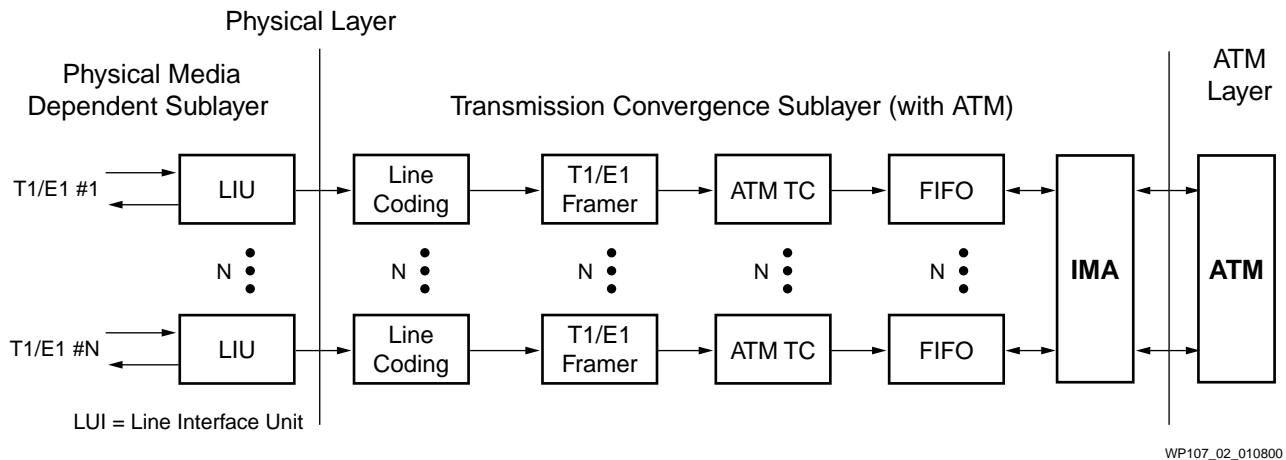 Physical Layer
Physical Media
Dependent Sublayer
Transmission Convergence Sublayer (with ATM)
ATM
Layer
T1/E1 #1
LIU
Line
Coding
T1/E1
Framer
ATM TC
FIFO
N
N
N
N
N
IMA
ATM
T1/E1 #N
LIU
Line
Coding
T1/E1
Framer
ATM TC
FIFO
LUI = Line Interface Unit
WP107_02_010800